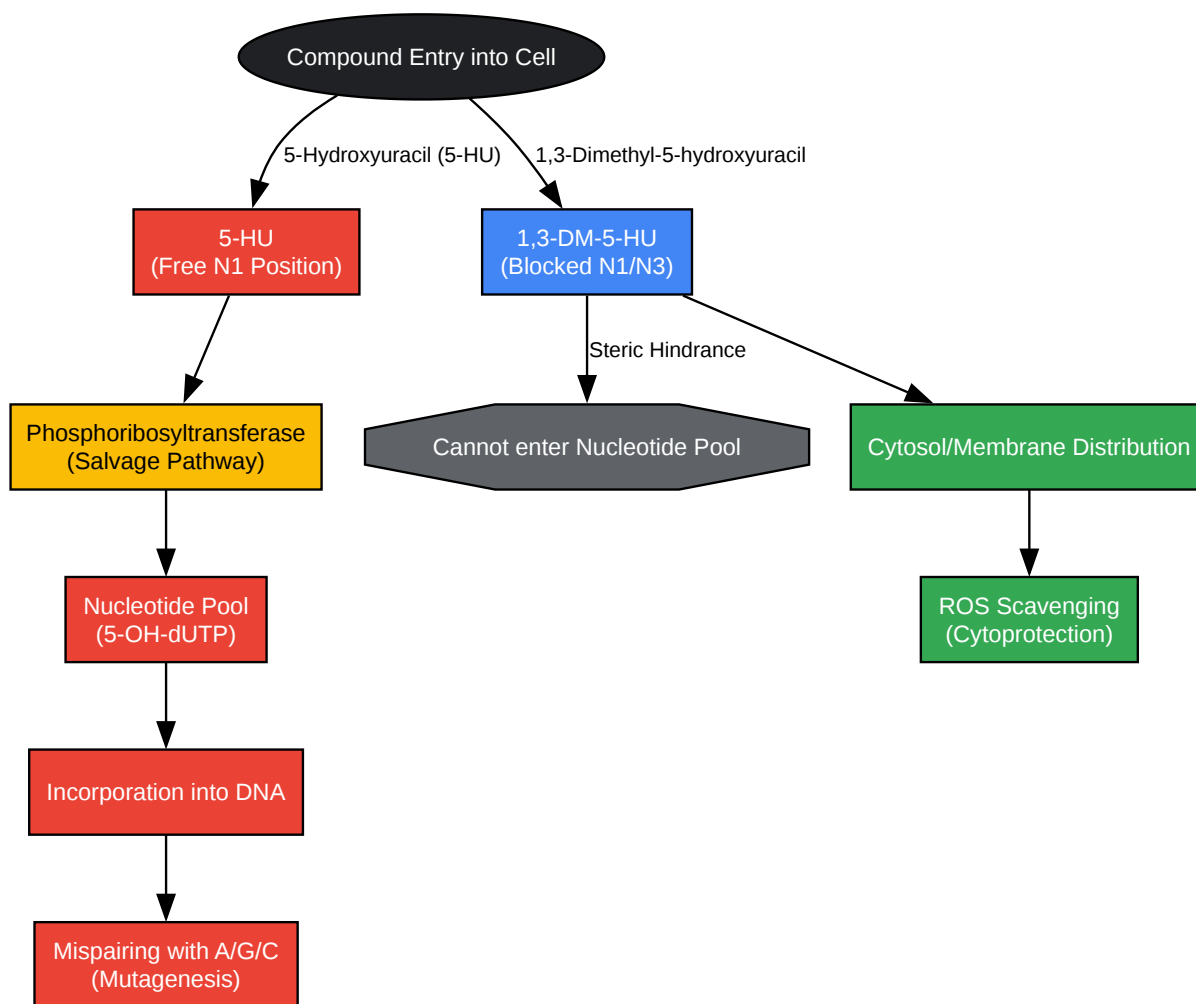 Compound Entry into Cell
5-Hydroxyuracil (5-HU)
1,3-Dimethyl-5-hydroxyuracil
5-HU
(Free N1 Position)
1,3-DM-5-HU
(Blocked N1/N3)
Steric Hindrance
Phosphoribosyltransferase
(Salvage Pathway)
Cannot enter Nucleotide Pool
Cytosol/Membrane Distribution
Nucleotide Pool
(5-OH-dUTP)
ROS Scavenging
(Cytoprotection)
Incorporation into DNA
Mispairing with A/G/C
(Mutagenesis)